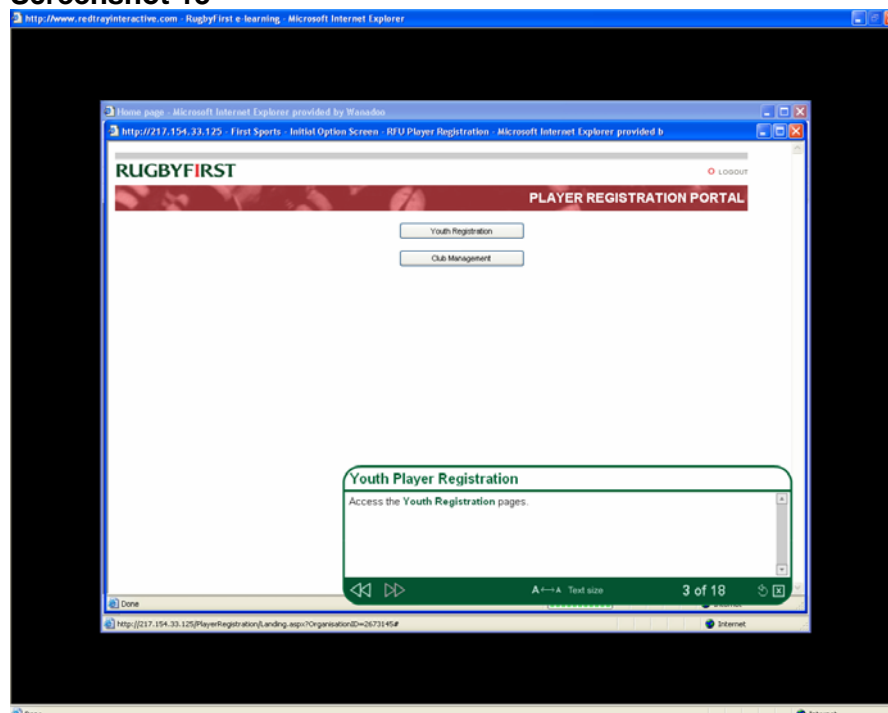 http://www.redtrayinteractive.com - RugbyFirst e-learning - Microsoft Internet Explorer
Home page - Microsoft Internet Explorer provided by Wanadoo
http://217.154.33.125 - First Sports - Initial Option Screen - RFU Player Registration - Microsoft Internet Explorer provided b
RUGBYFIRST
LOGOUT
PLAYER REGISTRATION PORTAL
Youth Registration
Club Management
Youth Player Registration
Access the Youth Registration pages.
A↔A Text size
3 of 18
Done
http://217.154.33.125/PlayerRegistration/Landing.aspx?OrganisationID=2673145#
Internet